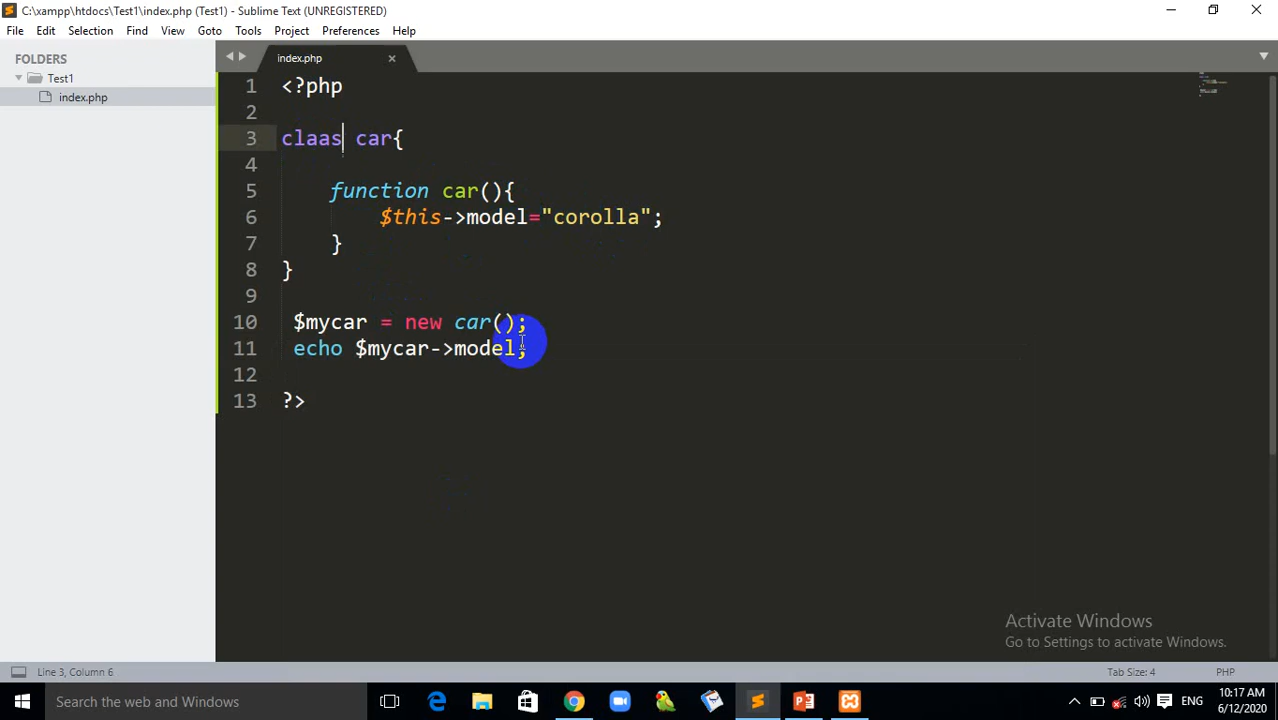 C:\xampp\htdocs\Test1\index.php (Test1) - Sublime Text (UNREGISTERED)
File Edit Selection Find View Goto Tools Project Preferences Help
FOLDERS
Test1
index.php
index.php
1 <?php
2
3 claas car{
4
5 function car(){
6 $this->model="corolla";
7 }
8 }
9
10 $mycar = new car();
11 echo $mycar->model;
12
13 ?>
Activate Windows
Go to Settings to activate Windows.
Line 3, Column 6 Tab Size: 4 PHP
Search the web and Windows
ENG
10:17 AM
6/12/2020